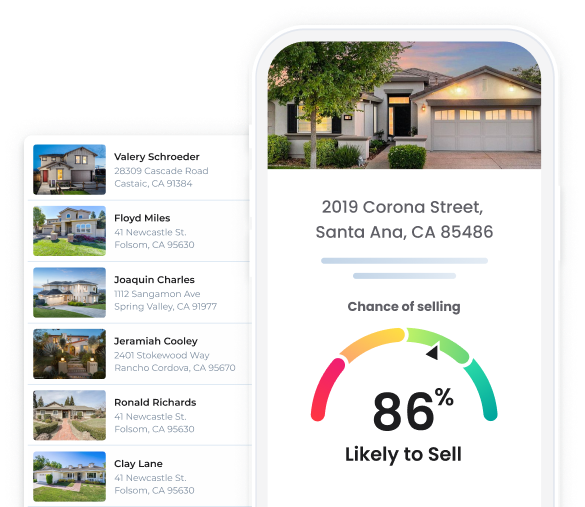 Valery Schroeder
28309 Cascade Road
Castaic, CA 91384
Floyd Miles
41 Newcastle St.
Folsom, CA 95630
Joaquin Charles
1112 Sangamon Ave
Spring Valley, CA 91977
Jeramiah Cooley
2401 Stokewood Way
Rancho Cordova, CA 95670
Ronald Richards
41 Newcastle St.
Folsom, CA 95630
Clay Lane
41 Newcastle St.
Folsom, CA 95630
2019 Corona Street,
Santa Ana, CA 85486
Chance of selling
86%
Likely to Sell